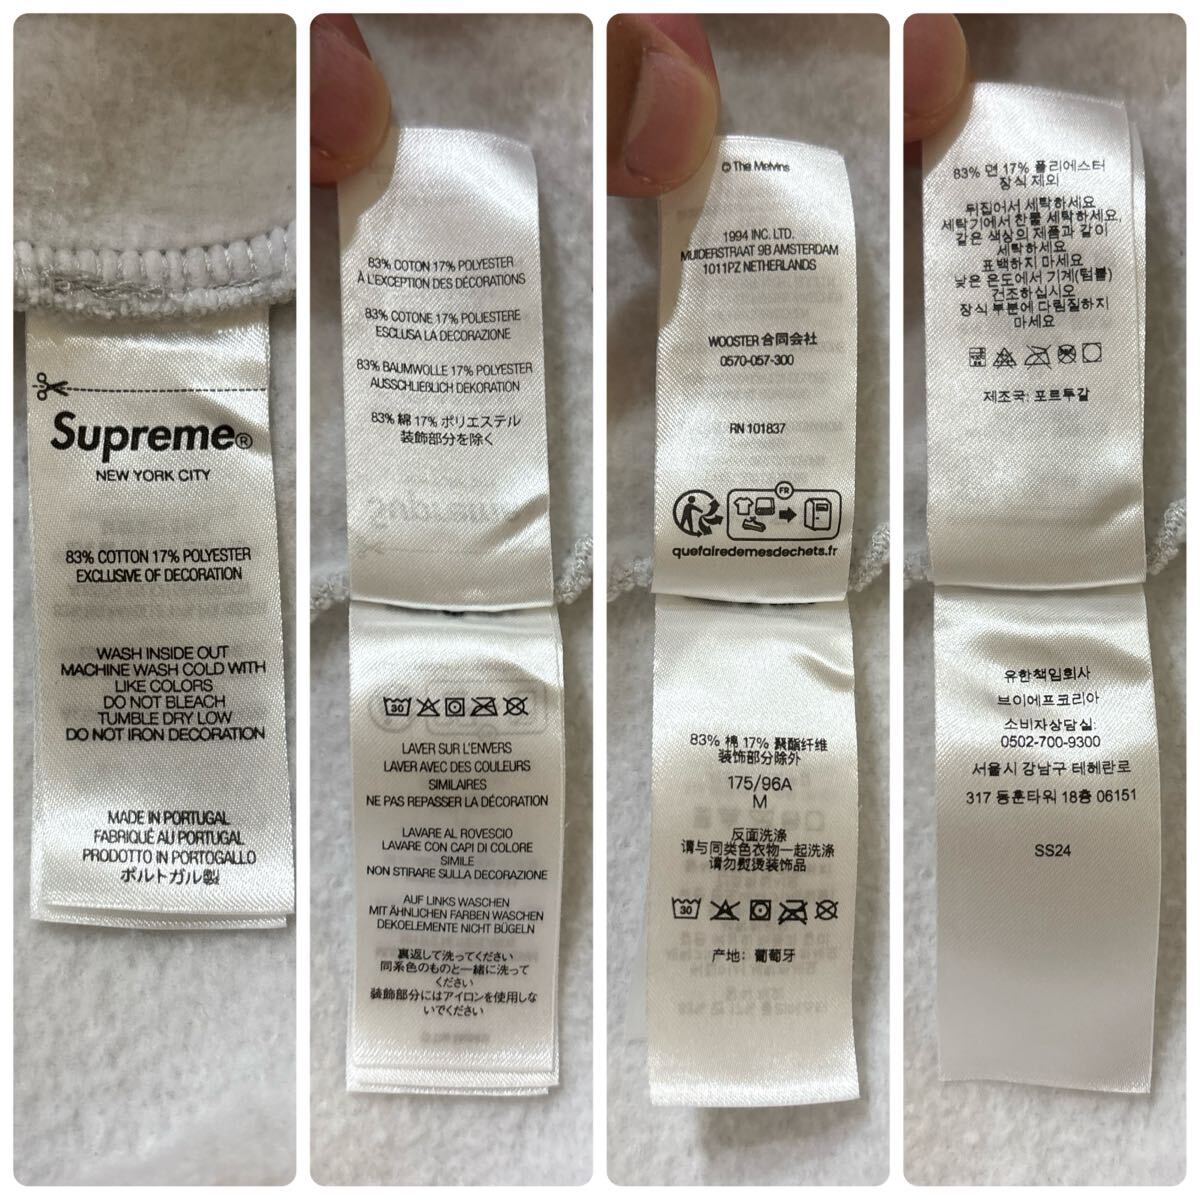 Supreme®
NEW YORK CITY
83% COTTON 17% POLYESTER
EXCLUSIVE OF DECORATION
WASH INSIDE OUT
MACHINE WASH COLD WITH
LIKE COLORS
DO NOT BLEACH
TUMBLE DRY LOW
DO NOT IRON DECORATION
MADE IN PORTUGAL
FABRIQUÉ AU PORTUGAL
PRODOTTO IN PORTOGALLO
ポルトガル製
83% COTON 17% POLYESTER
À L'EXCEPTION DES DÉCORATIONS
83% COTONE 17% POLIESTERE
ESCLUSA LA DECORAZIONE
83% BAUMWOLLE 17% POLYESTER
AUSSCHLIEBLICH DEKORATION
83% 綿 17% ポリエステル
装飾部分を除く
30
LAVER SUR L'ENVERS
LAVER AVEC DES COULEURS
SIMILAIRES
NE PAS REPASSER LA DÉCORATION
LAVARE AL ROVESCIO
LAVARE CON CAPI DI COLORE
SIMILE
NON STIRARE SULLA DECORAZIONE
AUF LINKS WASCHEN
MIT ÄHNLICHEN FARBEN WASCHEN
DEKOELEMENTE NICHT BÜGELN
裏返して洗ってください
同系色のものと一緒に洗って
ください
装飾部分にはアイロンを使用しな
いでください
© The Melvins
1994 INC. LTD.
MUIDERSTRAAT 9B AMSTERDAM
1011PZ NETHERLANDS
WOOSTER 合同会社
0570-057-300
RN 101837
FR
quefairedemesdechets.fr
83% 棉 17% 聚酯纤维
装饰部分除外
175/96A
M
反面洗涤
请与同类色衣物一起洗涤
请勿熨烫装饰品
30
产地: 葡萄牙
83% 면 17% 폴리에스터
장식 제외
뒤집어서 세탁하세요
세탁기에서 찬물 세탁하세요,
같은 색상의 제품과 같이
세탁하세요
표백하지 마세요
낮은 온도에서 기계(텀블)
건조하십시오
장식 부분에 다림질하지
마세요
제조국: 포르투갈
유한책임회사
브이에프코리아
소비자상담실:
0502-700-9300
서울시 강남구 테헤란로
317 동훈타워 18층 06151
SS24